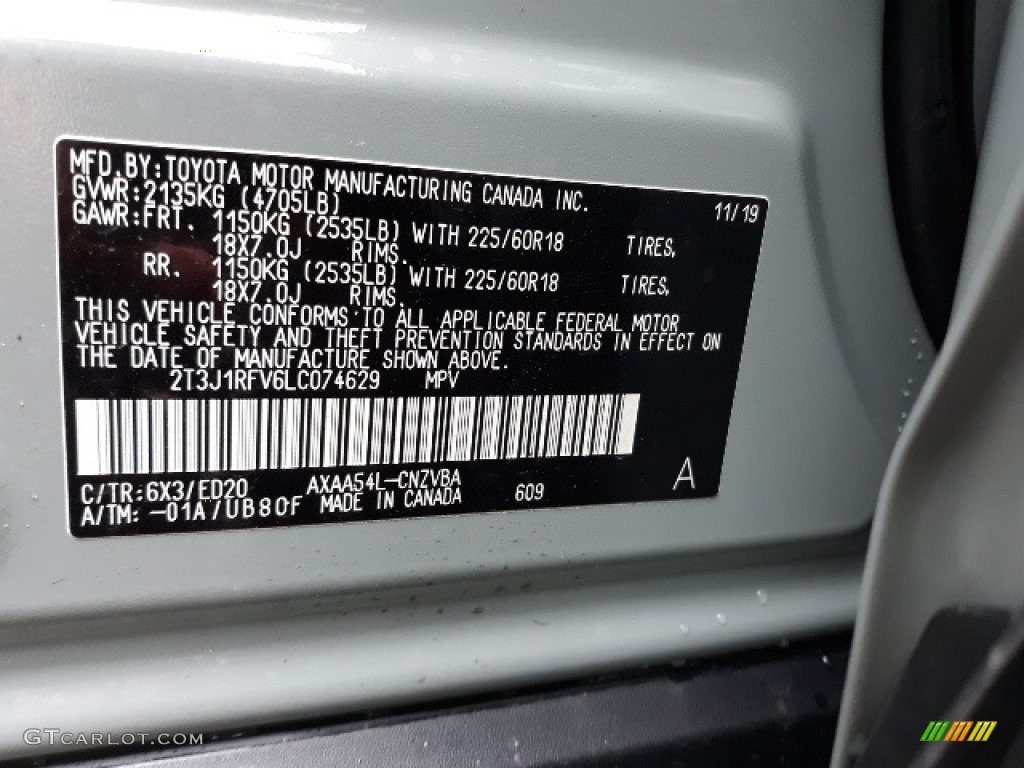 MFD.BY:TOYOTA MOTOR MANUFACTURING CANADA INC.
GVWR:2135KG (4705LB) 11/19
GAWR:FRT. 1150KG (2535LB) WITH 225/60R18 TIRES,
18X7.0J RIMS.
RR. 1150KG (2535LB) WITH 225/60R18 TIRES,
18X7.0J RIMS.
THIS VEHICLE CONFORMS TO ALL APPLICABLE FEDERAL MOTOR
VEHICLE SAFETY AND THEFT PREVENTION STANDARDS IN EFFECT ON
THE DATE OF MANUFACTURE SHOWN ABOVE.
2T3J1RFV6LC074629 MPV
C/TR:6X3/ED20 AXAA54L-CNZVBA
A/TM:-01A/UB80F MADE IN CANADA 609 A
GTCARLOT.COM